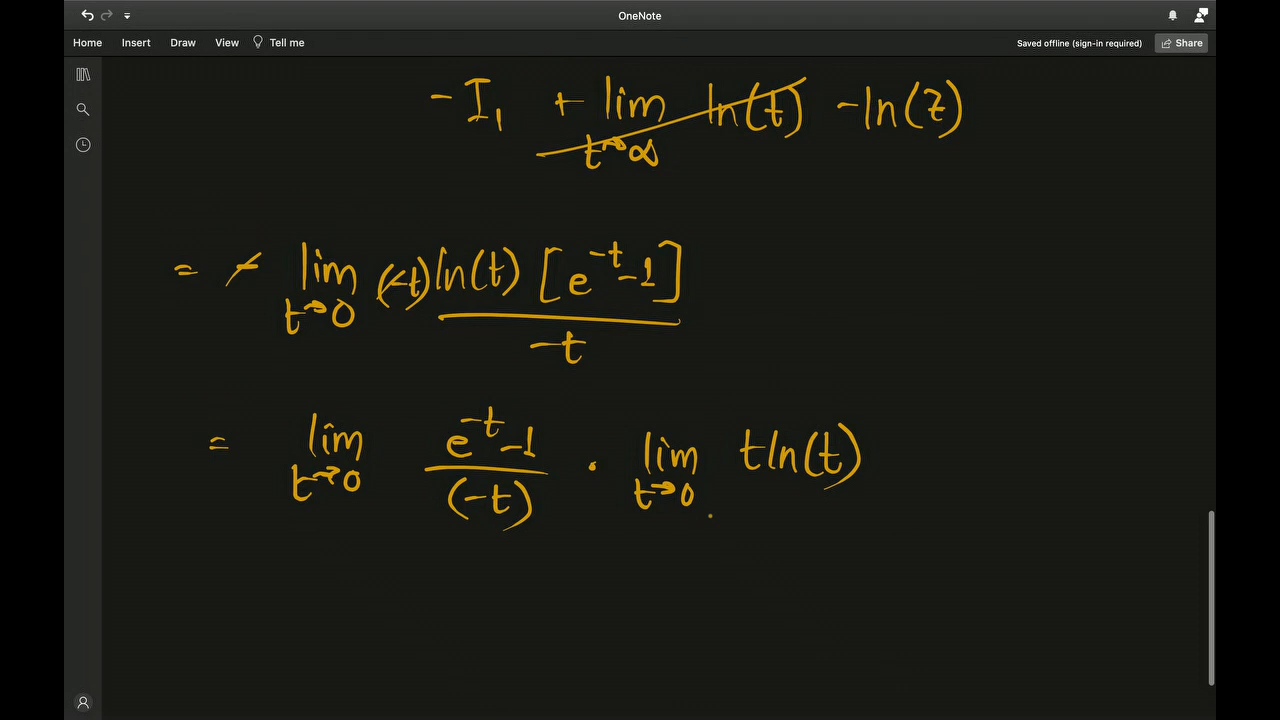 OneNote
Home Insert Draw View Tell me Saved offline (sign-in required) Share
- I₁ + lim ln(t) - ln(z)
t→∞
= - lim (-t) ln(t) [e^{-t} - 1]
t→0
-t
= lim e^{-t} - 1 · lim t ln(t)
t→0 (-t) t→0